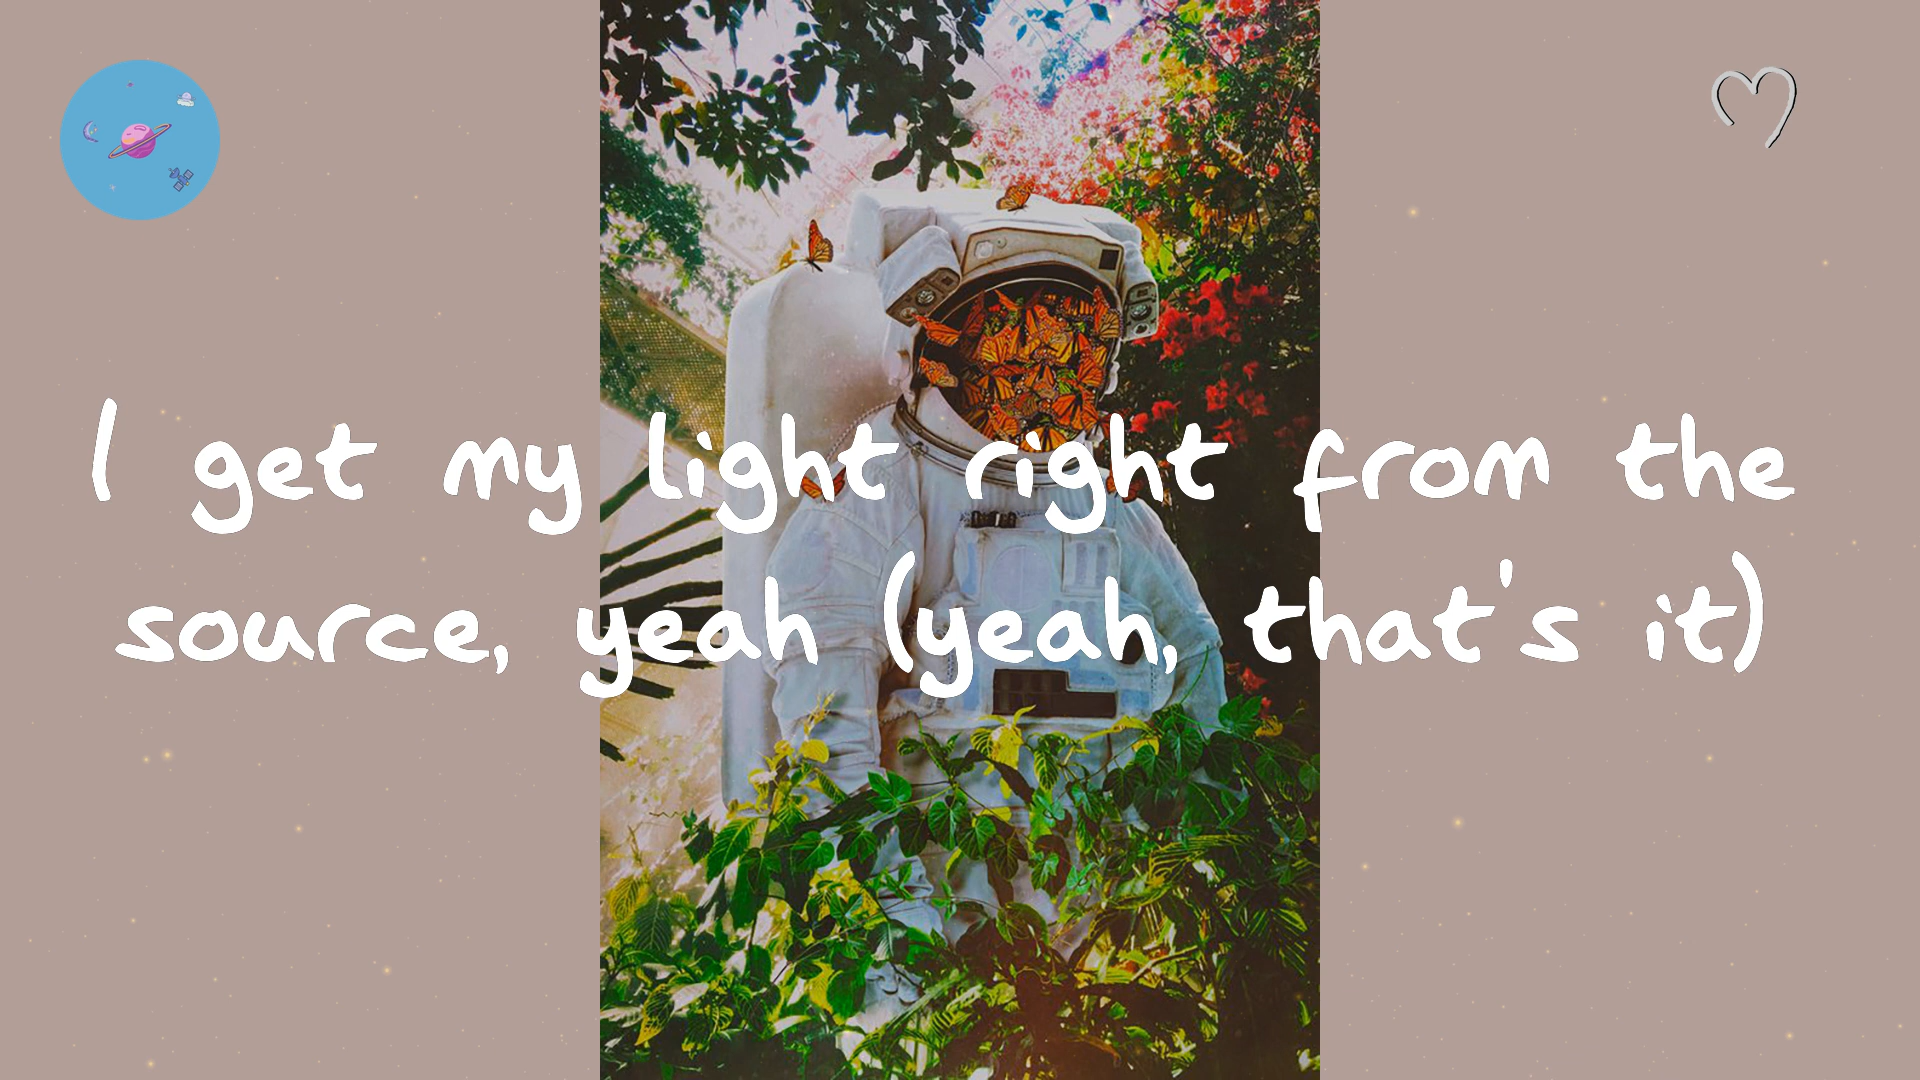 I get my light right from the
source, yeah (yeah, that's it)